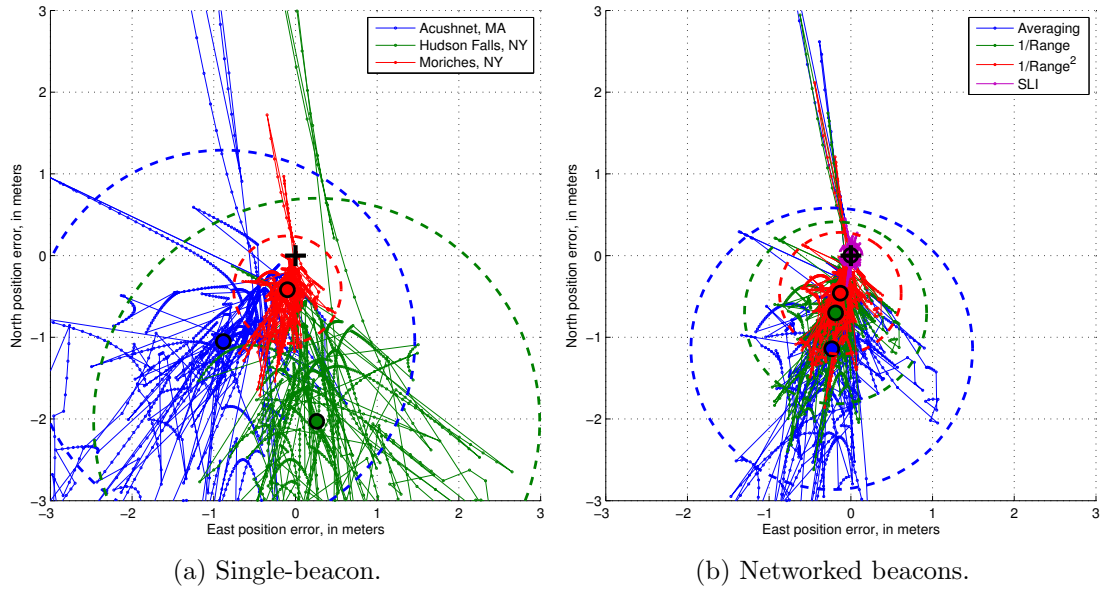 Acushnet, MA
Hudson Falls, NY
Moriches, NY
3
2
1
0
−1
−2
−3
North position error, in meters
−3 −2 −1 0 1 2 3
East position error, in meters
(a) Single-beacon.
Averaging
1/Range
1/Range²
SLI
3
2
1
0
−1
−2
−3
North position error, in meters
−3 −2 −1 0 1 2 3
East position error, in meters
(b) Networked beacons.